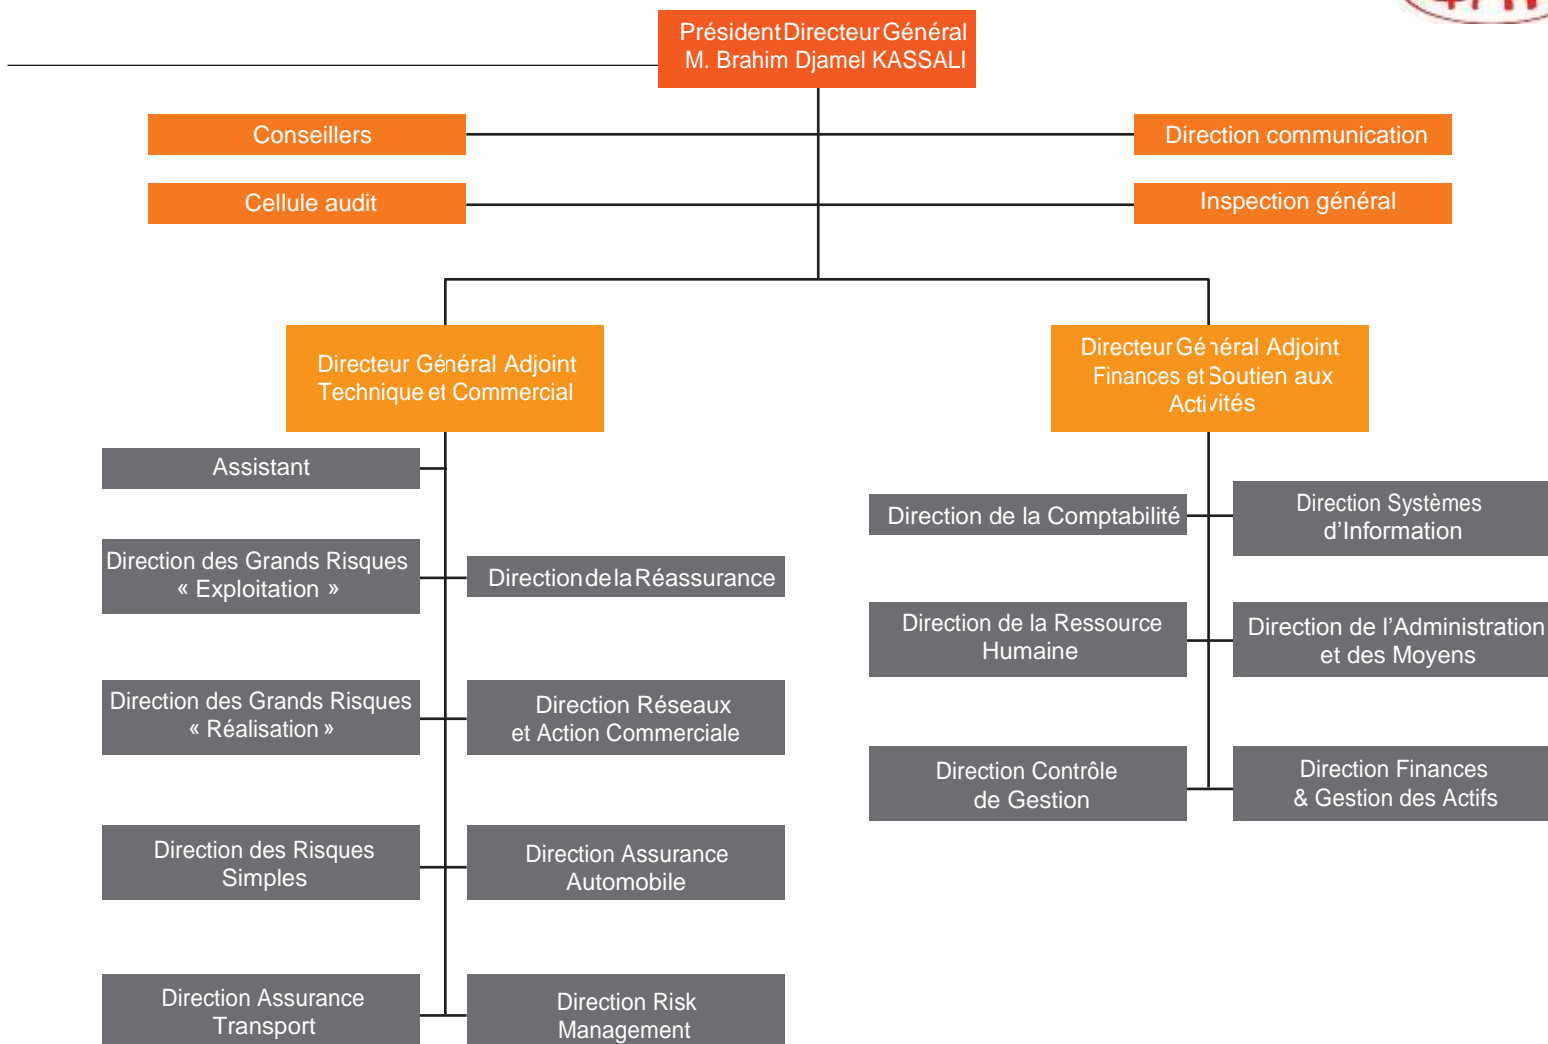 Président Directeur Général
M. Brahim Djamel KASSALI
Conseillers
Direction communication
Cellule audit
Inspection général
Directeur Général Adjoint
Technique et Commercial
Directeur Général Adjoint
Finances et Soutien aux
Activités
Assistant
Direction des Grands Risques
« Exploitation »
Direction de la Réassurance
Direction des Grands Risques
« Réalisation »
Direction Réseaux
et Action Commerciale
Direction des Risques
Simples
Direction Assurance
Automobile
Direction Assurance
Transport
Direction Risk
Management
Direction de la Comptabilité
Direction Systèmes
d’Information
Direction de la Ressource
Humaine
Direction de l’Administration
et des Moyens
Direction Contrôle
de Gestion
Direction Finances
& Gestion des Actifs